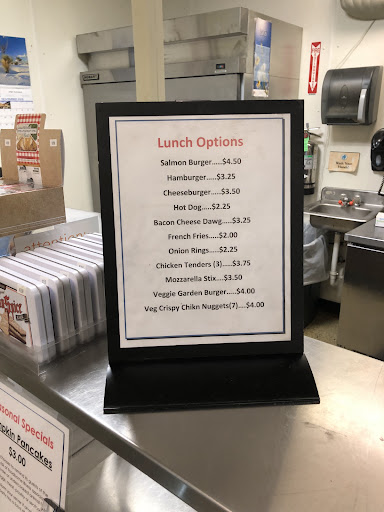 Lunch Options
Salmon Burger.....$4.50
Hamburger.....$3.25
Cheeseburger.....$3.50
Hot Dog.....$2.25
Bacon Cheese Dawg.....$3.25
French Fries.....$2.00
Onion Rings.....$2.25
Chicken Tenders (3).....$3.75
Mozzarella Stix....$3.50
Veggie Garden Burger.....$4.00
Veg Crispy Chikn Nuggets(7)....$4.00
Specials
Pancakes
$3.00